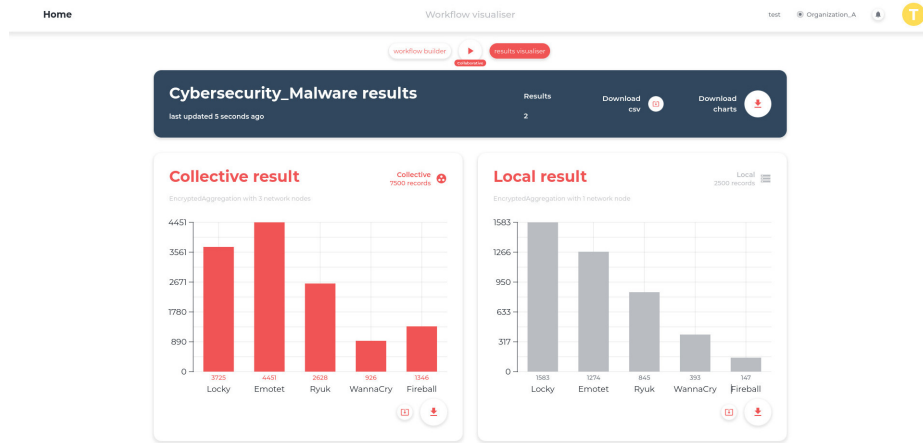 Home
Workflow visualiser
test
Organization_A
T
workflow builder
results visualiser
collaborative
Cybersecurity_Malware results
last updated 5 seconds ago
Results
2
Download
csv
Download
charts
Collective result
Collective
7500 records
EncryptedAggregation with 3 network nodes
4451
3561
2671
1780
890
0
3725 4451 2628 926 1346
Locky Emotet Ryuk WannaCry Fireball
Local result
Local
2500 records
EncryptedAggregation with 1 network node
1583
1266
950
633
317
0
1583 1274 845 393 147
Locky Emotet Ryuk WannaCry Fireball